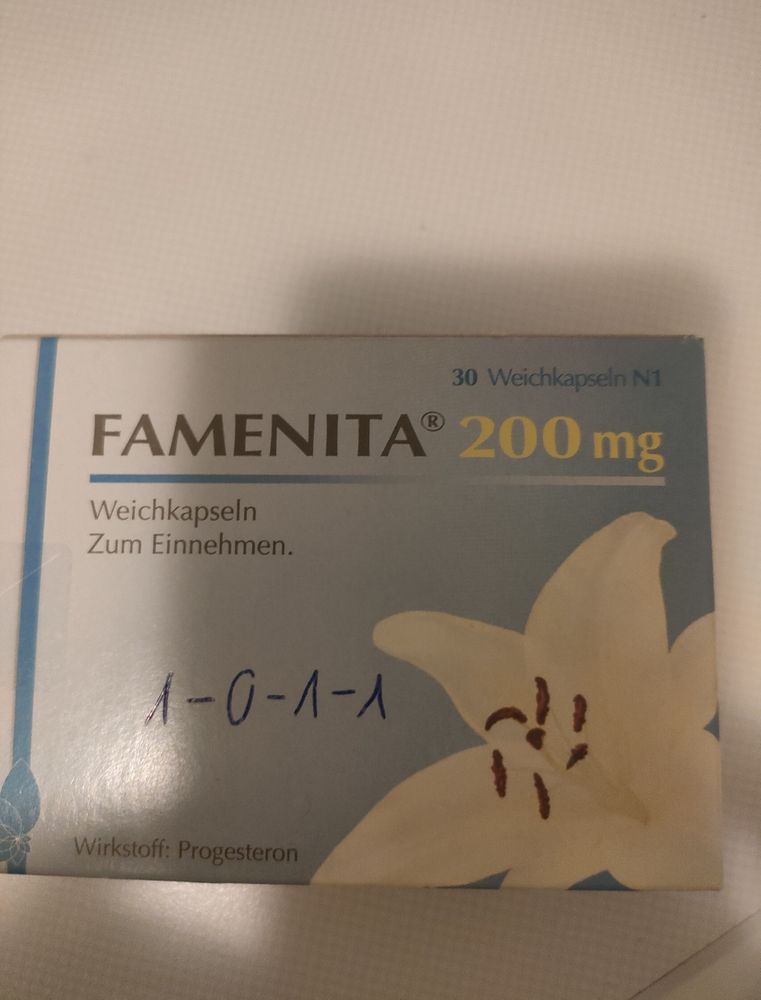 30 Weichkapseln N1
FAMENITA® 200 mg
Weichkapseln
Zum Einnehmen.
1-0-1-1
Wirkstoff: Progesteron